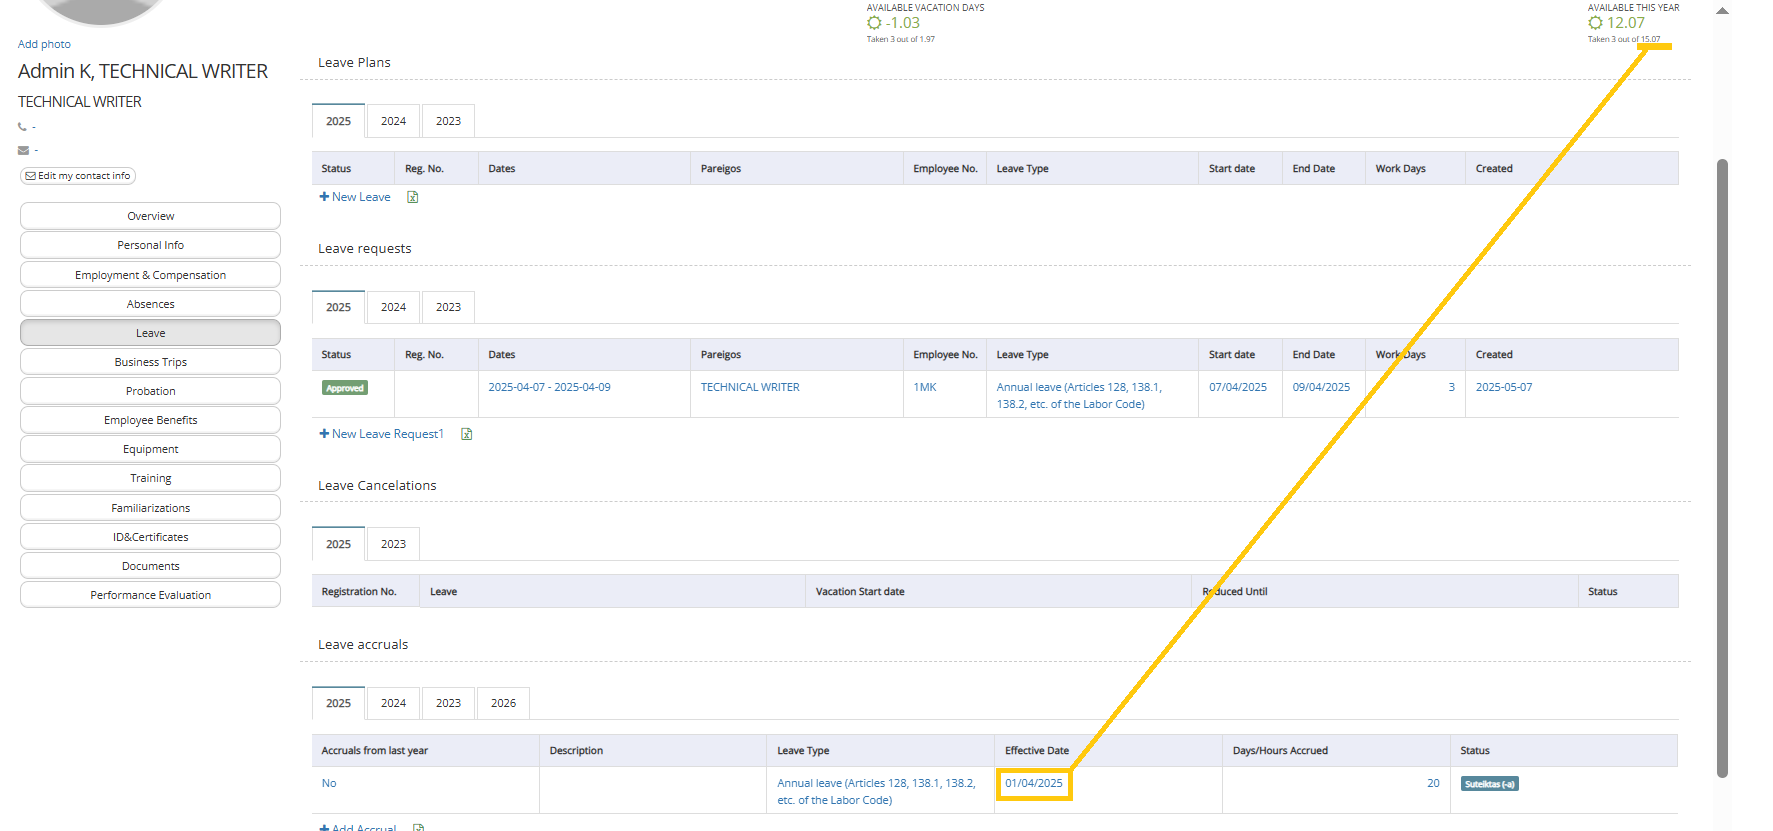 AVAILABLE VACATION DAYS
-1.03
Taken 3 out of 1.97
AVAILABLE THIS YEAR
12.07
Taken 3 out of 15.07
Add photo
Admin K, TECHNICAL WRITER
TECHNICAL WRITER
-
-
Edit my contact info
Overview
Personal Info
Employment & Compensation
Absences
Leave
Business Trips
Probation
Employee Benefits
Equipment
Training
Familiarizations
ID&Certificates
Documents
Performance Evaluation
Leave Plans
2025 2024 2023
Status Reg. No. Dates Pareigos Employee No. Leave Type Start date End Date Work Days Created
+ New Leave
Leave requests
2025 2024 2023
Status Reg. No. Dates Pareigos Employee No. Leave Type Start date End Date Work Days Created
Approved 2025-04-07 - 2025-04-09 TECHNICAL WRITER 1MK Annual leave (Articles 128, 138.1, 07/04/2025 09/04/2025 3 2025-05-07
138.2, etc. of the Labor Code)
+ New Leave Request1
Leave Cancelations
2025 2023
Registration No. Leave Vacation Start date Reduced Until Status
Leave accruals
2025 2024 2023 2026
Accruals from last year Description Leave Type Effective Date Days/Hours Accrued Status
No Annual leave (Articles 128, 138.1, 138.2, 01/04/2025 20 Suteiktas (-a)
etc. of the Labor Code)
+ Add Accrual